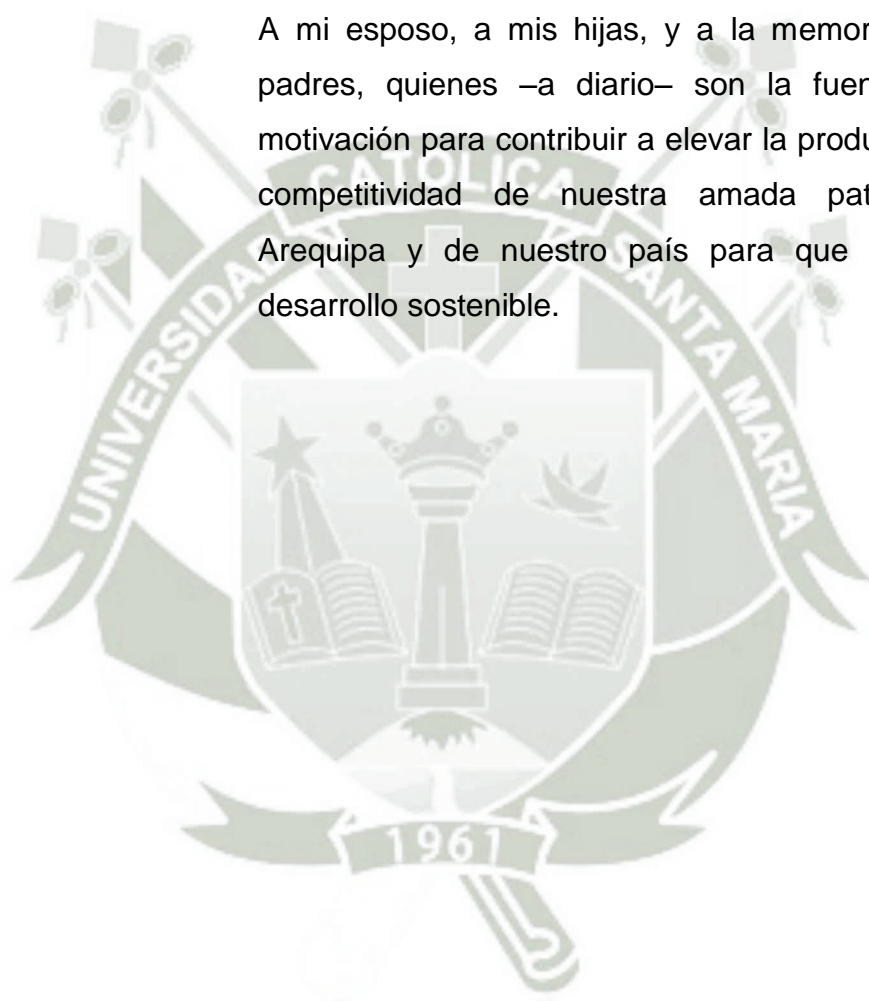 A mi esposo, a mis hijas, y a la memor
padres, quienes –a diario– son la fuen
motivación para contribuir a elevar la produ
competitividad de nuestra amada pat
Arequipa y de nuestro país para que
desarrollo sostenible.
UNIVERSIDAD CATOLICA SANTA MARIA
1961